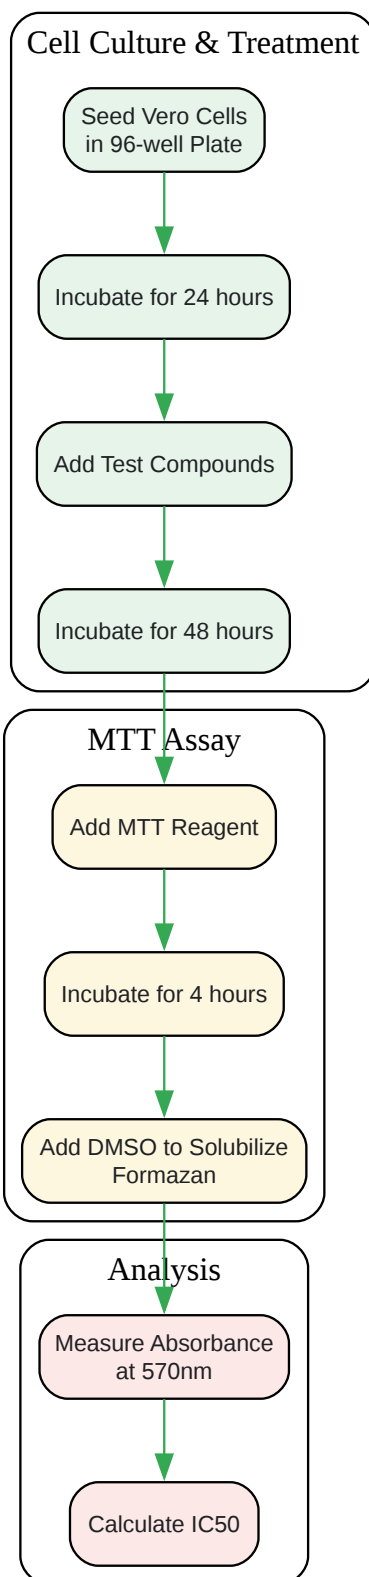 Cell Culture & Treatment
Seed Vero Cells
in 96-well Plate
Incubate for 24 hours
Add Test Compounds
Incubate for 48 hours
MTT Assay
Add MTT Reagent
Incubate for 4 hours
Add DMSO to Solubilize
Formazan
Analysis
Measure Absorbance
at 570nm
Calculate IC50